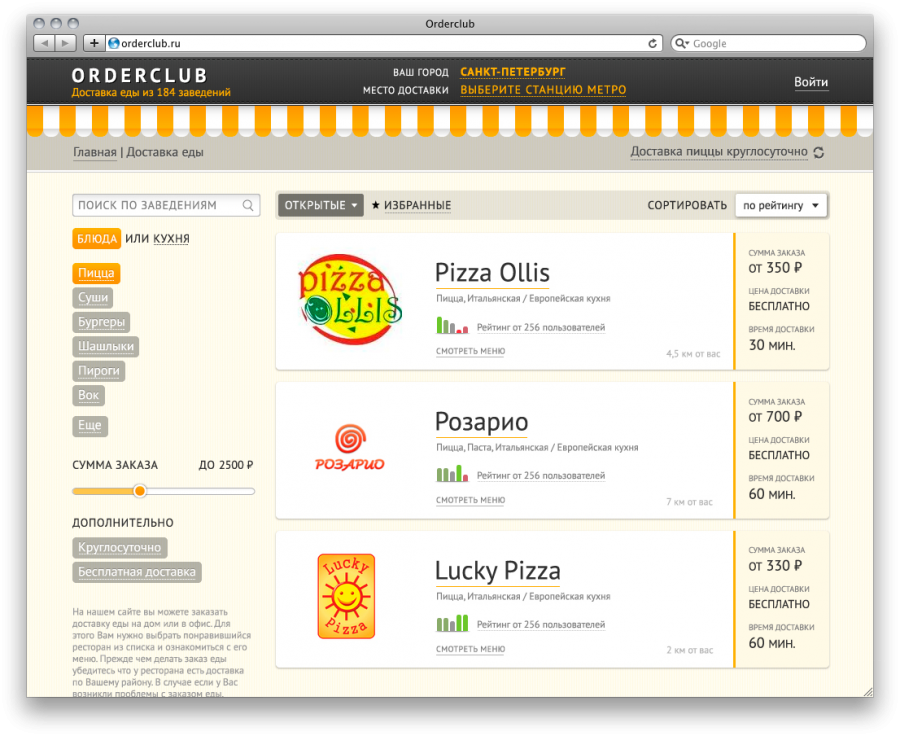 Orderclub
orderclub.ru
Google
ORDERCLUB
Доставка еды из 184 заведений
ВАШ ГОРОД САНКТ-ПЕТЕРБУРГ
МЕСТО ДОСТАВКИ ВЫБЕРИТЕ СТАНЦИЮ МЕТРО
Войти
Главная | Доставка еды
Доставка пиццы круглосуточно
ПОИСК ПО ЗАВЕДЕНИЯМ
БЛЮДА ИЛИ КУХНЯ
Пицца
Суши
Бургеры
Шашлыки
Пироги
Вок
Еще
СУММА ЗАКАЗА ДО 2500 ₽
ДОПОЛНИТЕЛЬНО
Круглосуточно
Бесплатная доставка
На нашем сайте вы можете заказать
доставку еды на дом или в офис. Для
этого Вам нужно выбрать понравившийся
ресторан из списка и ознакомиться с его
меню. Прежде чем делать заказ еды
убедитесь что у ресторана есть доставка
по Вашему району. В случае если у Вас
возникли проблемы с заказом еды,
ОТКРЫТЫЕ ★ ИЗБРАННЫЕ
СОРТИРОВАТЬ по рейтингу
pizza
OLLIS
Pizza Ollis
Пицца, Итальянская / Европейская кухня
Рейтинг от 256 пользователей
СМОТРЕТЬ МЕНЮ
4,5 км от вас
СУММА ЗАКАЗА
ОТ 350 ₽
ЦЕНА ДОСТАВКИ
БЕСПЛАТНО
ВРЕМЯ ДОСТАВКИ
30 МИН.
РОЗАРИО
Розарио
Пицца, Паста, Итальянская / Европейская кухня
Рейтинг от 256 пользователей
СМОТРЕТЬ МЕНЮ
7 км от вас
СУММА ЗАКАЗА
ОТ 700 ₽
ЦЕНА ДОСТАВКИ
БЕСПЛАТНО
ВРЕМЯ ДОСТАВКИ
60 МИН.
Lucky
Pizza
Lucky Pizza
Пицца, Итальянская / Европейская кухня
Рейтинг от 256 пользователей
СМОТРЕТЬ МЕНЮ
2 км от вас
СУММА ЗАКАЗА
ОТ 330 ₽
ЦЕНА ДОСТАВКИ
БЕСПЛАТНО
ВРЕМЯ ДОСТАВКИ
60 МИН.